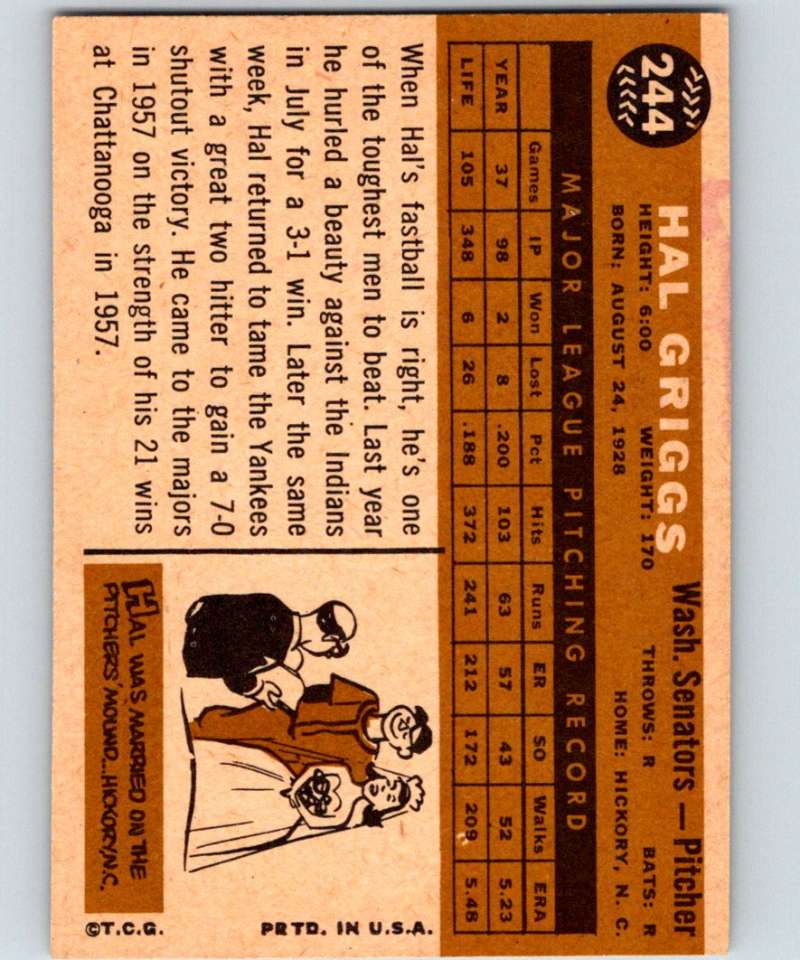 244
HAL GRIGGS Wash. Senators — Pitcher
HEIGHT: 6:00 WEIGHT: 170 THROWS: R BATS: R
BORN: AUGUST 24, 1928 HOME: HICKORY, N. C.
MAJOR LEAGUE PITCHING RECORD
Games IP Won Lost Pct Hits Runs ER SO Walks ERA
YEAR 37 98 2 8 .200 103 63 57 43 52 5.23
LIFE 105 348 6 26 .188 372 241 212 172 209 5.48
When Hal's fastball is right, he's one
of the toughest men to beat. Last year
he hurled a beauty against the Indians
in July for a 3-1 win. Later the same
week, Hal returned to tame the Yankees
with a great two hitter to gain a 7-0
shutout victory. He came to the majors
in 1957 on the strength of his 21 wins
at Chattanooga in 1957.
HAL WAS MARRIED ON THE
PITCHERS' MOUND...HICKORY, N.C.
©T.C.G. PRTD. IN U.S.A.